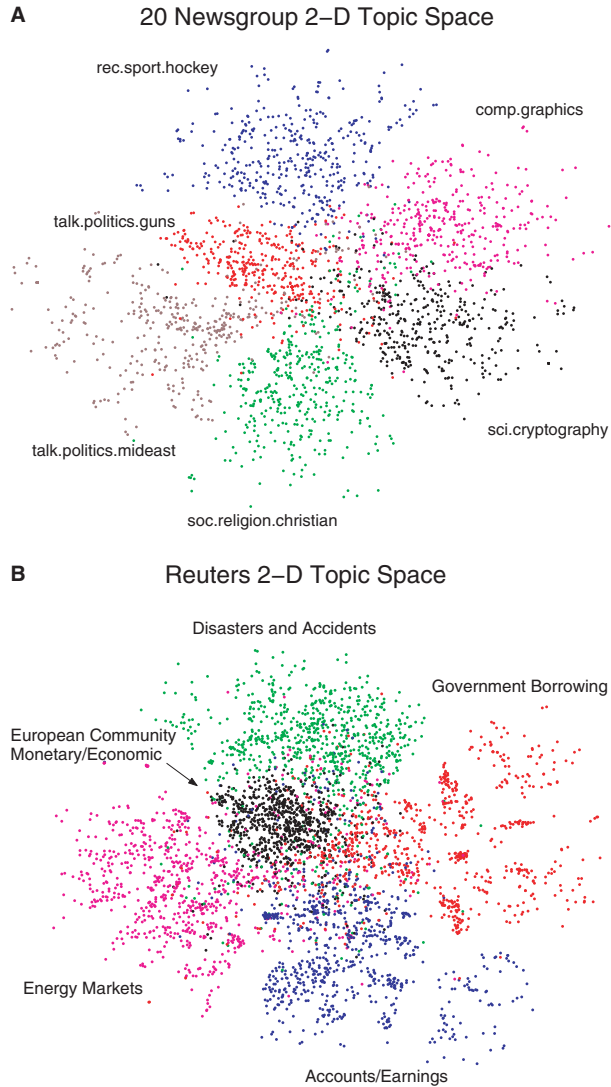 A
20 Newsgroup 2–D Topic Space
rec.sport.hockey
comp.graphics
talk.politics.guns
sci.cryptography
talk.politics.mideast
soc.religion.christian
B
Reuters 2–D Topic Space
Disasters and Accidents
Government Borrowing
European Community
Monetary/Economic
Energy Markets
Accounts/Earnings